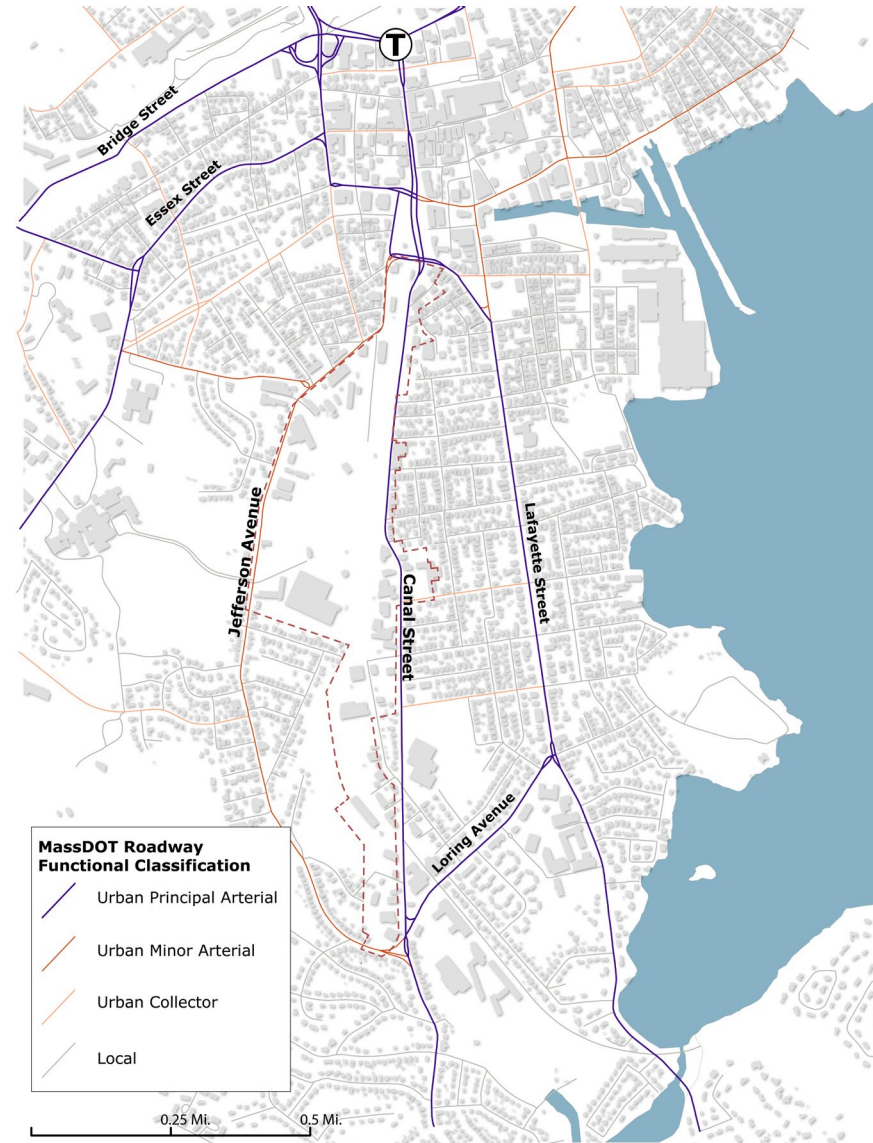 T
Bridge Street
Essex Street
Jefferson Avenue
Canal Street
Lafayette Street
Loring Avenue
MassDOT Roadway
Functional Classification
Urban Principal Arterial
Urban Minor Arterial
Urban Collector
Local
0.25 Mi.
0.5 Mi.